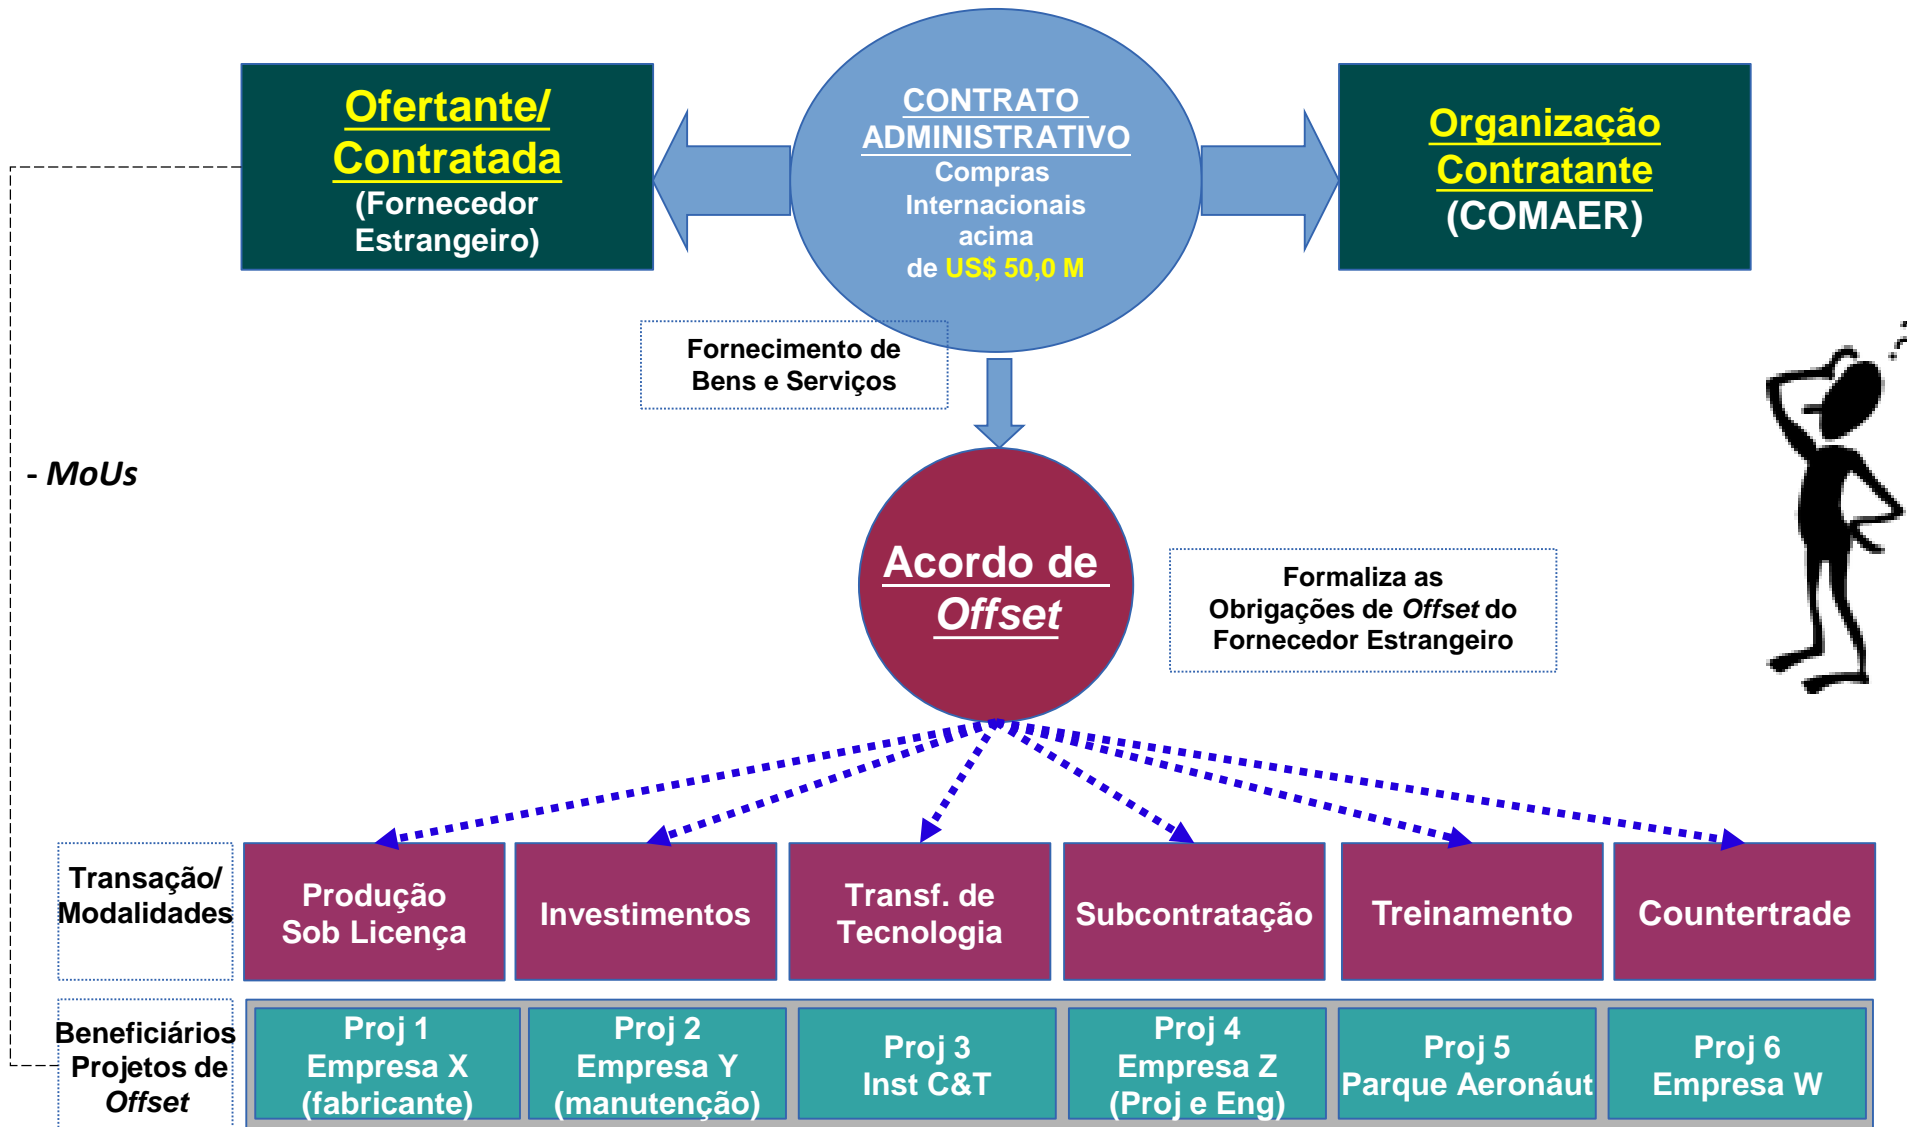 Ofertante/
Contratada
(Fornecedor
Estrangeiro)
CONTRATO
ADMINISTRATIVO
Compras
Internacionais
acima
de US$ 50,0 M
Organização
Contratante
(COMAER)
Fornecimento de
Bens e Serviços
- MoUs
Acordo de
Offset
Formaliza as
Obrigações de Offset do
Fornecedor Estrangeiro
Transação/
Modalidades
Produção
Sob Licença
Investimentos
Transf. de
Tecnologia
Subcontratação
Treinamento
Countertrade
Beneficiários
Projetos de
Offset
Proj 1
Empresa X
(fabricante)
Proj 2
Empresa Y
(manutenção)
Proj 3
Inst C&T
Proj 4
Empresa Z
(Proj e Eng)
Proj 5
Parque Aeronáut
Proj 6
Empresa W